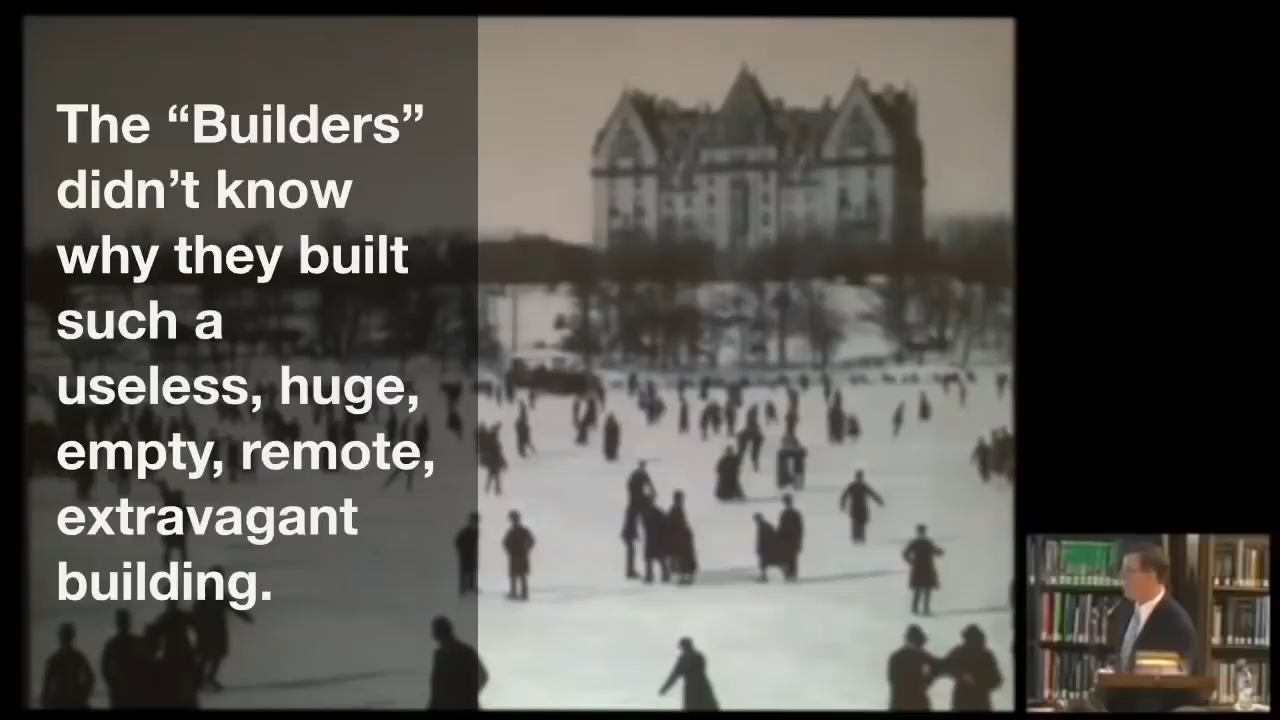 The “Builders”
didn’t know
why they built
such a
useless, huge,
empty, remote,
extravagant
building.